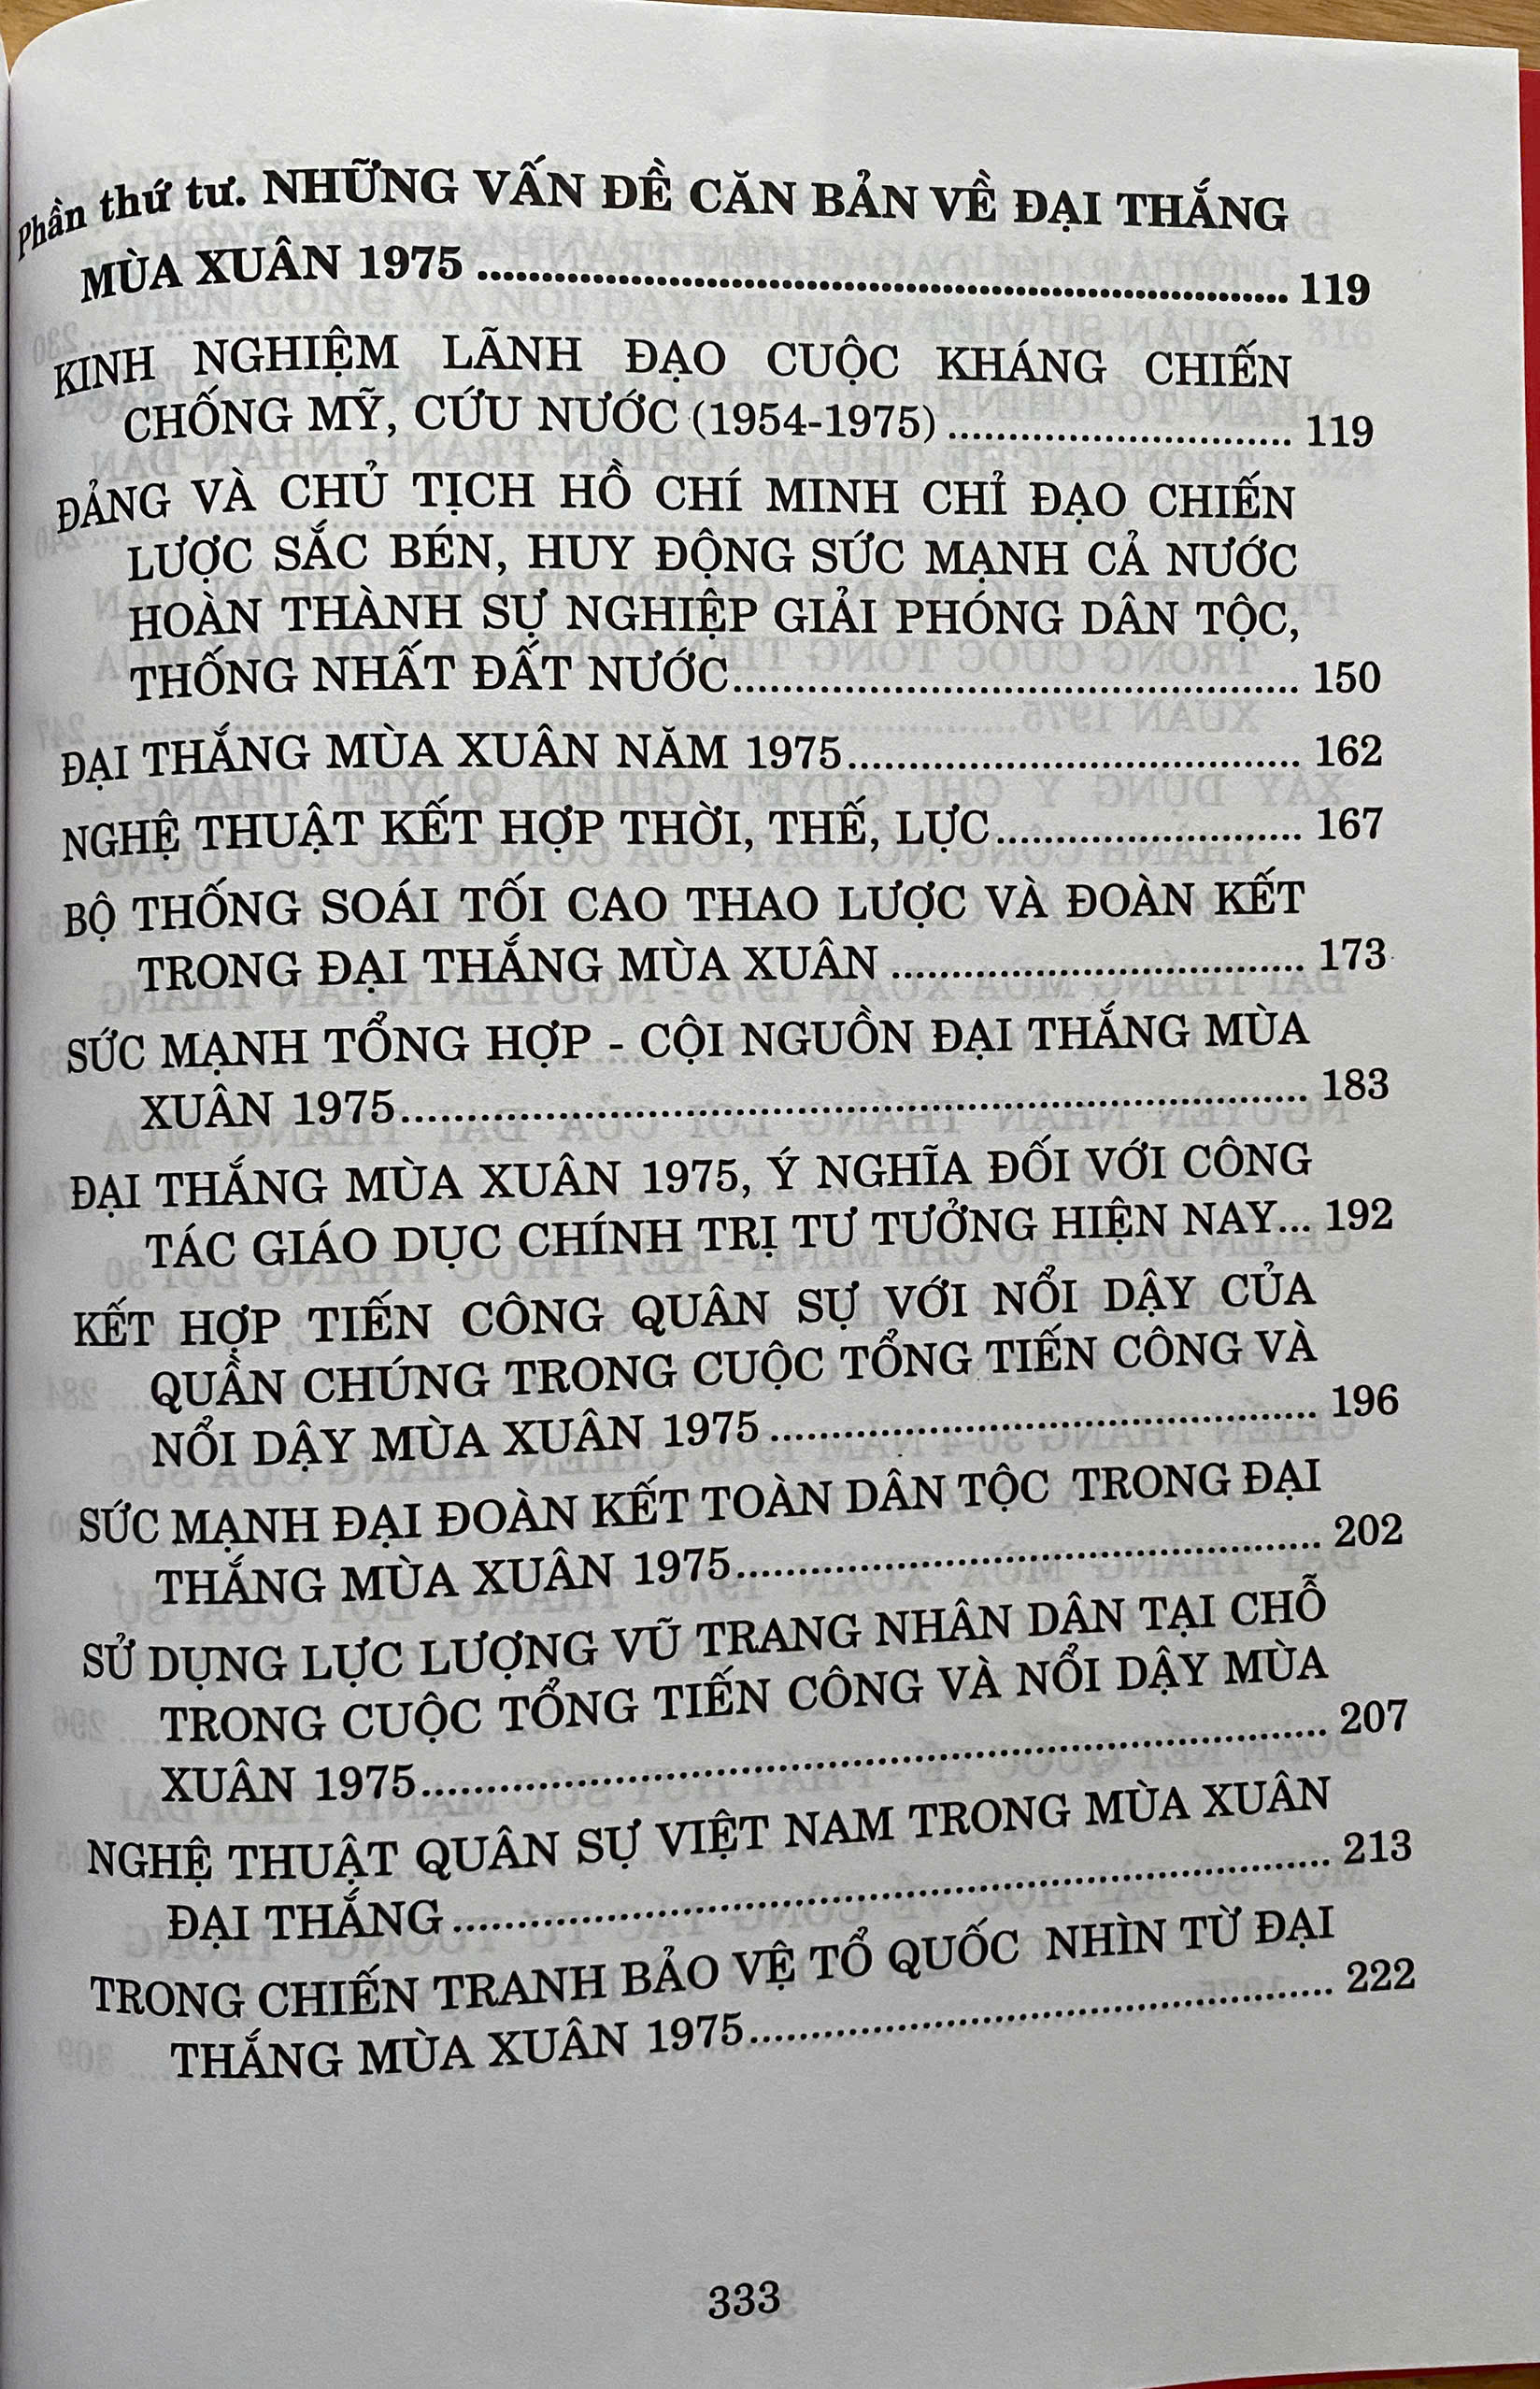 Phần thứ tư. NHỮNG VẤN ĐỀ CĂN BẢN VỀ ĐẠI THẮNG
MÙA XUÂN 1975 ........................................ 119
KINH NGHIỆM LÃNH ĐẠO CUỘC KHÁNG CHIẾN
CHỐNG MỸ, CỨU NƯỚC (1954-1975) ............................ 119
ĐẢNG VÀ CHỦ TỊCH HỒ CHÍ MINH CHỈ ĐẠO CHIẾN
LƯỢC SẮC BÉN, HUY ĐỘNG SỨC MẠNH CẢ NƯỚC
HOÀN THÀNH SỰ NGHIỆP GIẢI PHÓNG DÂN TỘC,
THỐNG NHẤT ĐẤT NƯỚC............................................. 150
ĐẠI THẮNG MÙA XUÂN NĂM 1975..................................... 162
NGHỆ THUẬT KẾT HỢP THỜI, THẾ, LỰC......................... 167
BỘ THỐNG SOÁI TỐI CAO THAO LƯỢC VÀ ĐOÀN KẾT
TRONG ĐẠI THẮNG MÙA XUÂN .................................. 173
SỨC MẠNH TỔNG HỢP - CỘI NGUỒN ĐẠI THẮNG MÙA
XUÂN 1975........................................................................ 183
ĐẠI THẮNG MÙA XUÂN 1975, Ý NGHĨA ĐỐI VỚI CÔNG
TÁC GIÁO DỤC CHÍNH TRỊ TƯ TƯỞNG HIỆN NAY... 192
KẾT HỢP TIẾN CÔNG QUÂN SỰ VỚI NỔI DẬY CỦA
QUẦN CHÚNG TRONG CUỘC TỔNG TIẾN CÔNG VÀ
NỔI DẬY MÙA XUÂN 1975 ............................................ 196
SỨC MẠNH ĐẠI ĐOÀN KẾT TOÀN DÂN TỘC TRONG ĐẠI
THẮNG MÙA XUÂN 1975................................................ 202
SỬ DỤNG LỰC LƯỢNG VŨ TRANG NHÂN DÂN TẠI CHỖ
TRONG CUỘC TỔNG TIẾN CÔNG VÀ NỔI DẬY MÙA
XUÂN 1975........................................................................ 207
NGHỆ THUẬT QUÂN SỰ VIỆT NAM TRONG MÙA XUÂN
ĐẠI THẮNG ...................................................................... 213
TRONG CHIẾN TRANH BẢO VỆ TỔ QUỐC NHÌN TỪ ĐẠI
THẮNG MÙA XUÂN 1975................................................ 222
333